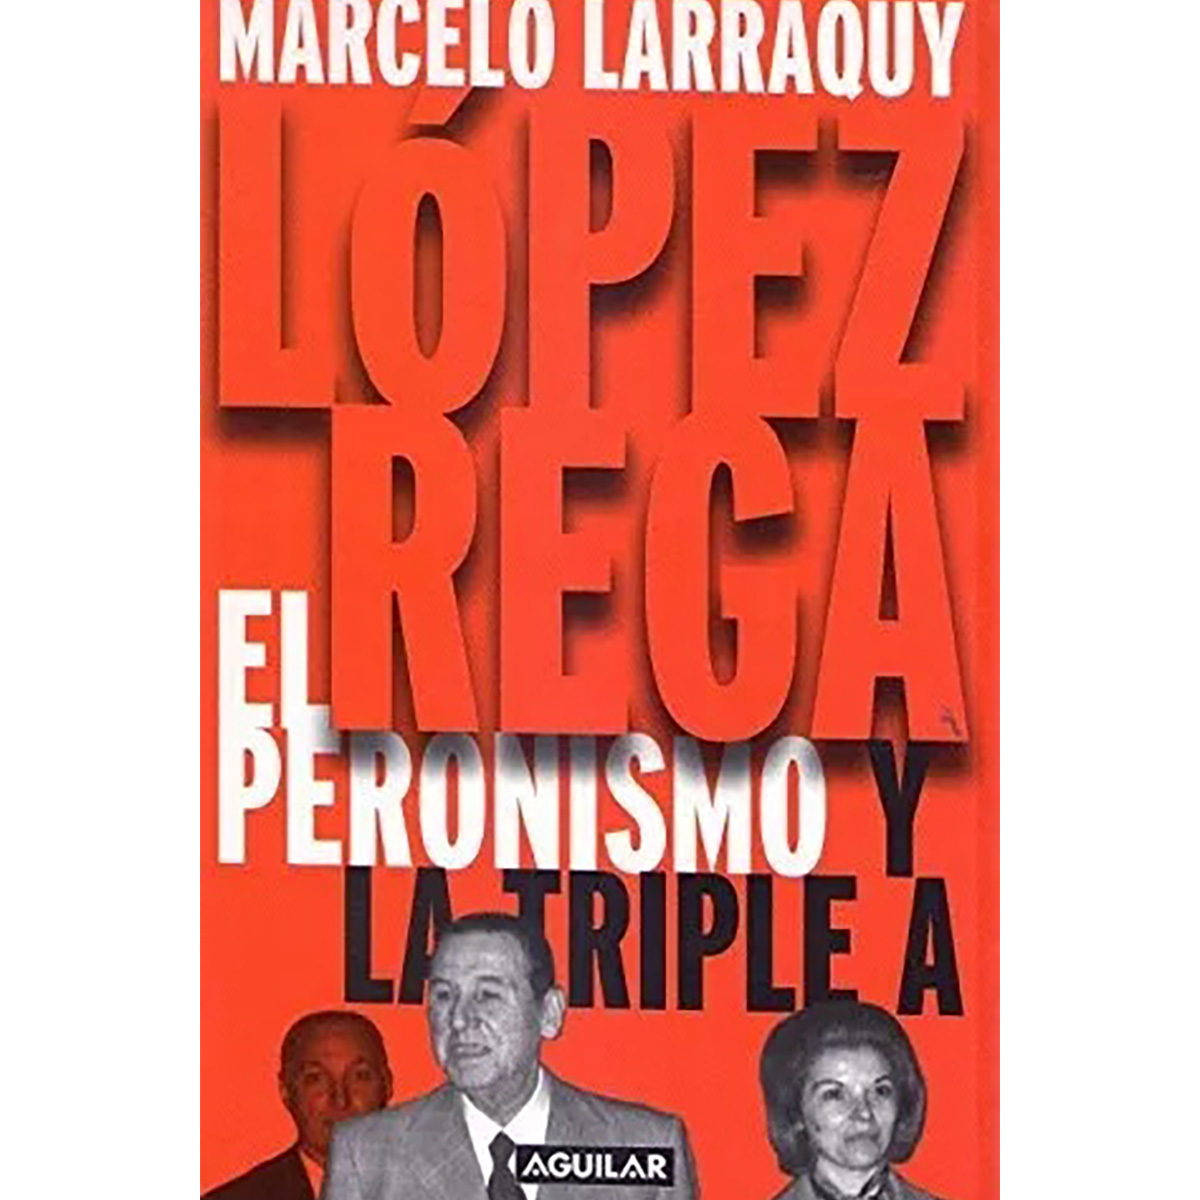 MARCELO LARRAQUY
LÓPEZ
REGA
EL
PERONISMO Y
LA TRIPLE A
AGUILAR